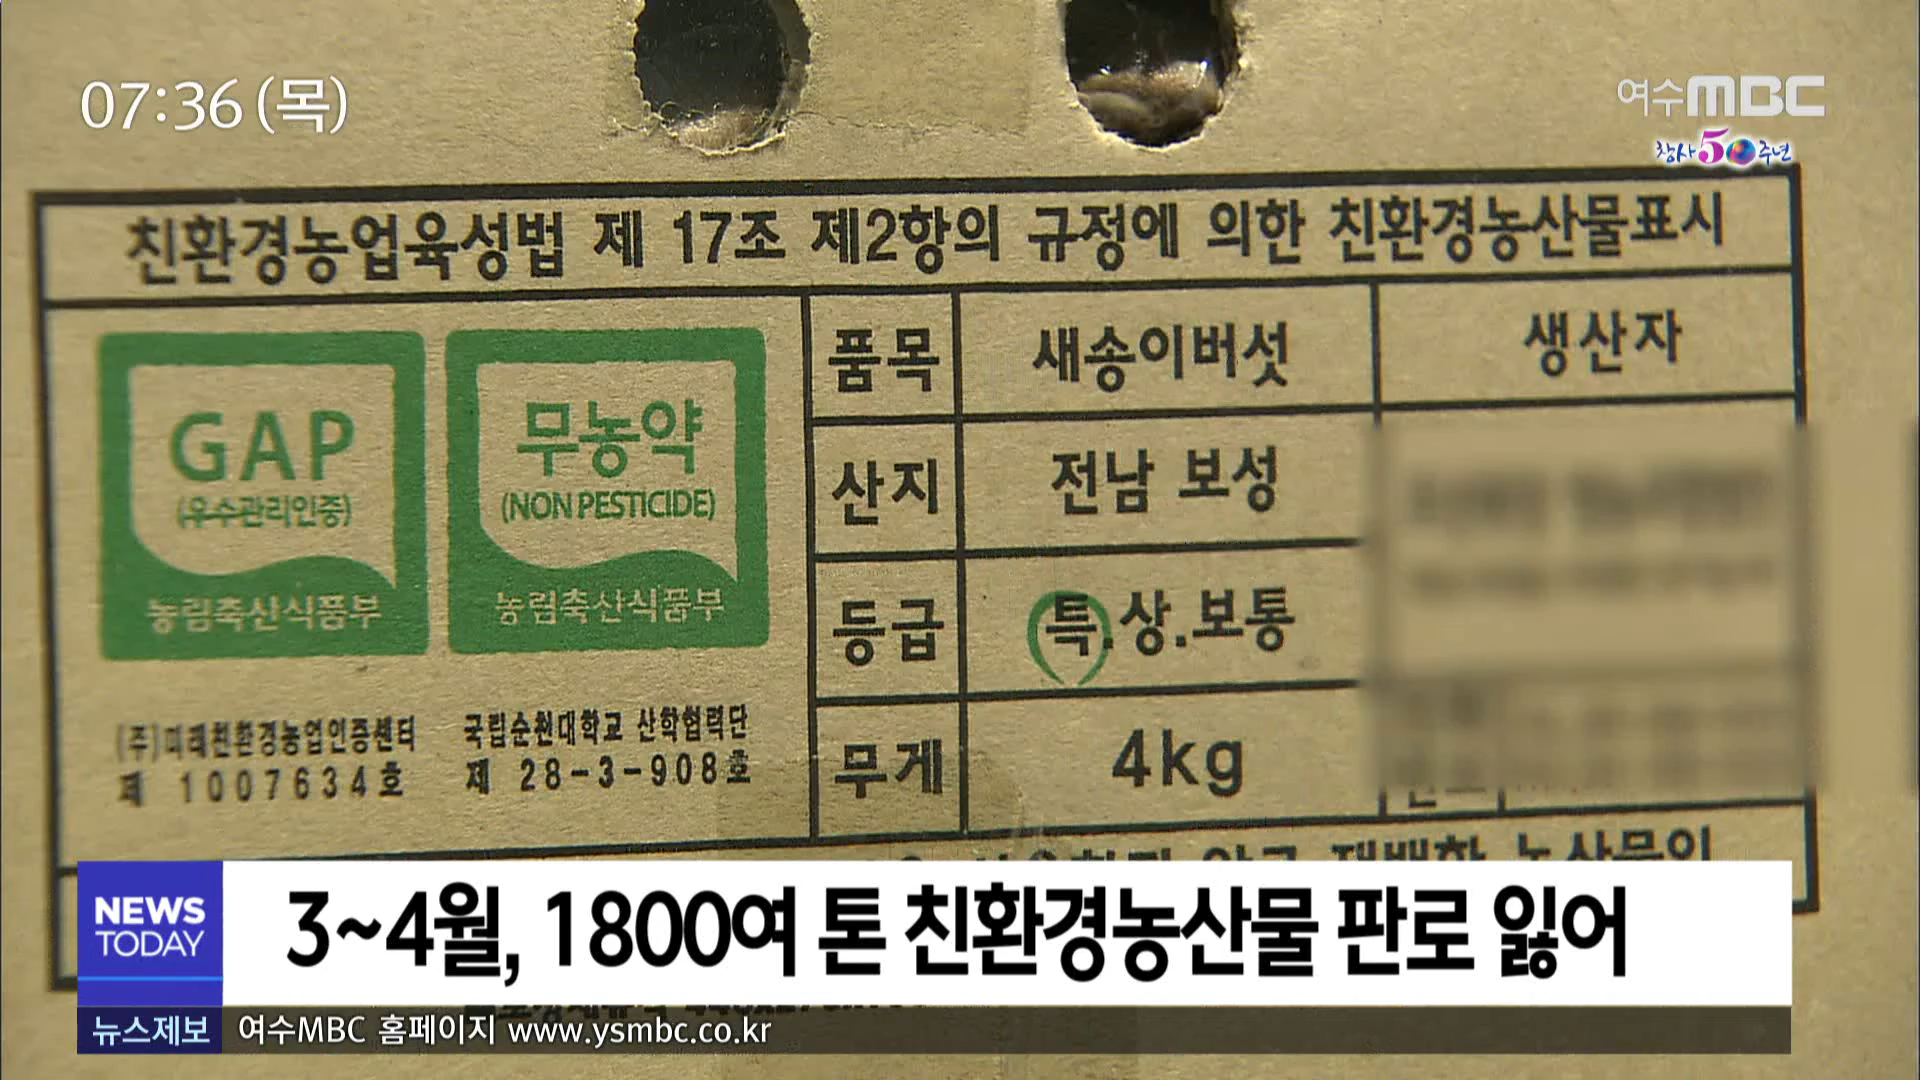 07:36 (목)
여수MBC
창사50주년
친환경농업육성법 제 17조 제2항의 규정에 의한 친환경농산물표시
GAP
(유수관리인증)
농림축산식품부
무농약
(NON PESTICIDE)
농림축산식품부
(주)미래친환경농업인증센터
제 1007634호
국립순천대학교 산학협력단
제 28-3-908호
품목 새송이버섯 생산자
산지 전남 보성
등급 특.상.보통
무게 4kg
NEWS
TODAY
3~4월, 1800여 톤 친환경농산물 판로 잃어
뉴스제보 여수MBC 홈페이지 www.ysmbc.co.kr